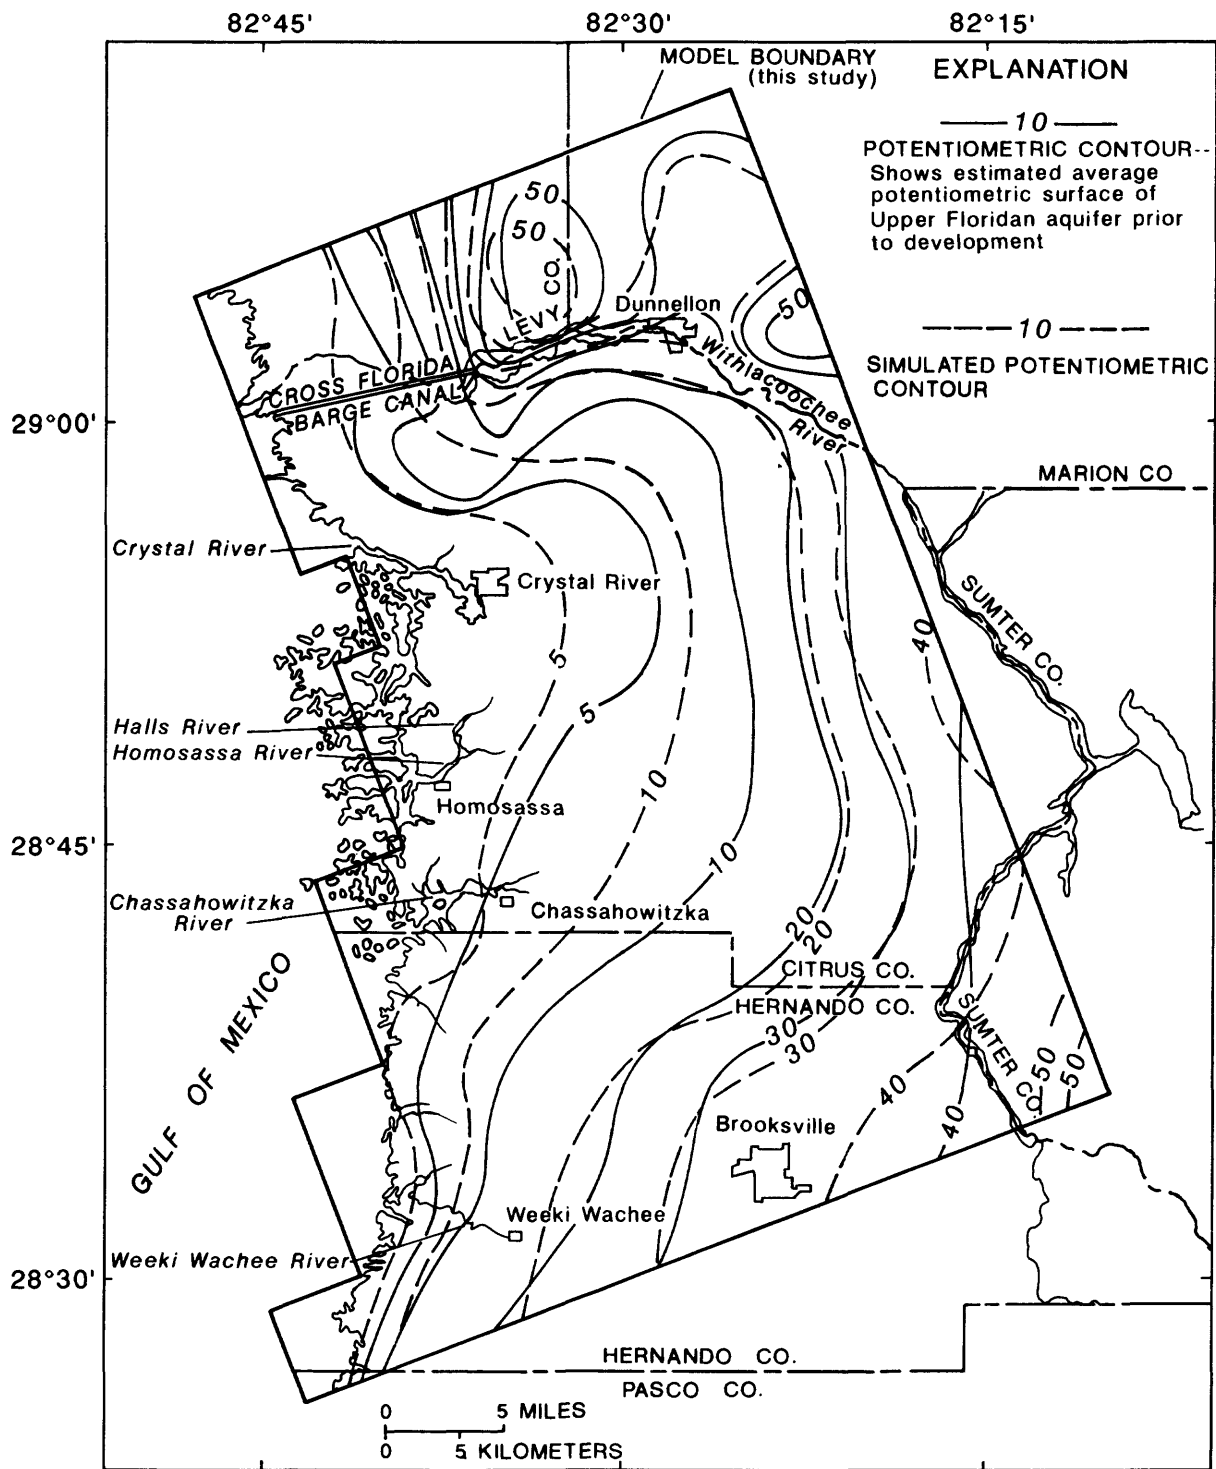 82°45'
82°30'
82°15'
MODEL BOUNDARY
(this study)
EXPLANATION
10
POTENTIOMETRIC CONTOUR--
Shows estimated average
potentiometric surface of
Upper Floridan aquifer prior
to development
10
SIMULATED POTENTIOMETRIC
CONTOUR
50
50
LEVY CO.
Dunnellon
50
Withlacoochee
River
CROSS FLORIDA
BARGE CANAL
29°00'
MARION CO
Crystal River
Crystal River
SUMTER CO.
40
5
5
Halls River
Homosassa River
10
Homosassa
28°45'
10
Chassahowitzka
River
Chassahowitzka
20
20
CITRUS CO.
HERNANDO CO.
GULF OF MEXICO
SUMTER CO.
30
30
50
50
40
40
Brooksville
Weeki Wachee
Weeki Wachee River
28°30'
HERNANDO CO.
PASCO CO.
0 5 MILES
0 5 KILOMETERS